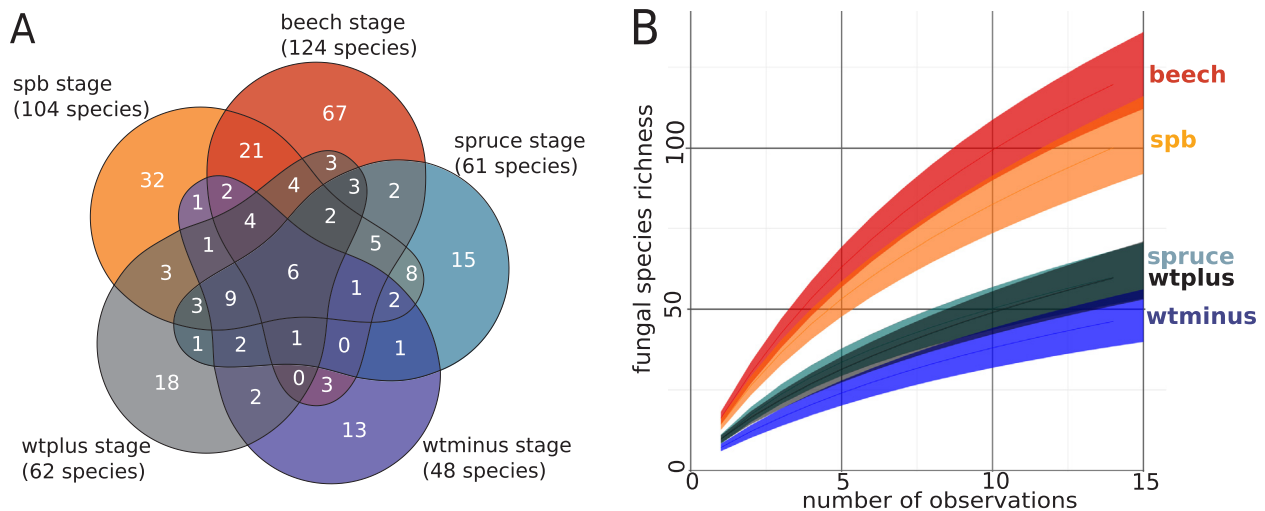 A
beech stage
(124 species)
spb stage
(104 species)
spruce stage
(61 species)
67
21
3
32
4
3
2
2
1
4
2
5
1
15
3
6
8
9
1
2
3
1
2
1
0
1
18
0
3
2
13
wtplus stage
(62 species)
wtminus stage
(48 species)
B
fungal species richness
100
50
0
0
5
10
15
number of observations
beech
spb
spruce
wtplus
wtminus